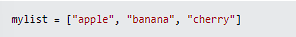 mylist = ["apple", "banana", "cherry"]